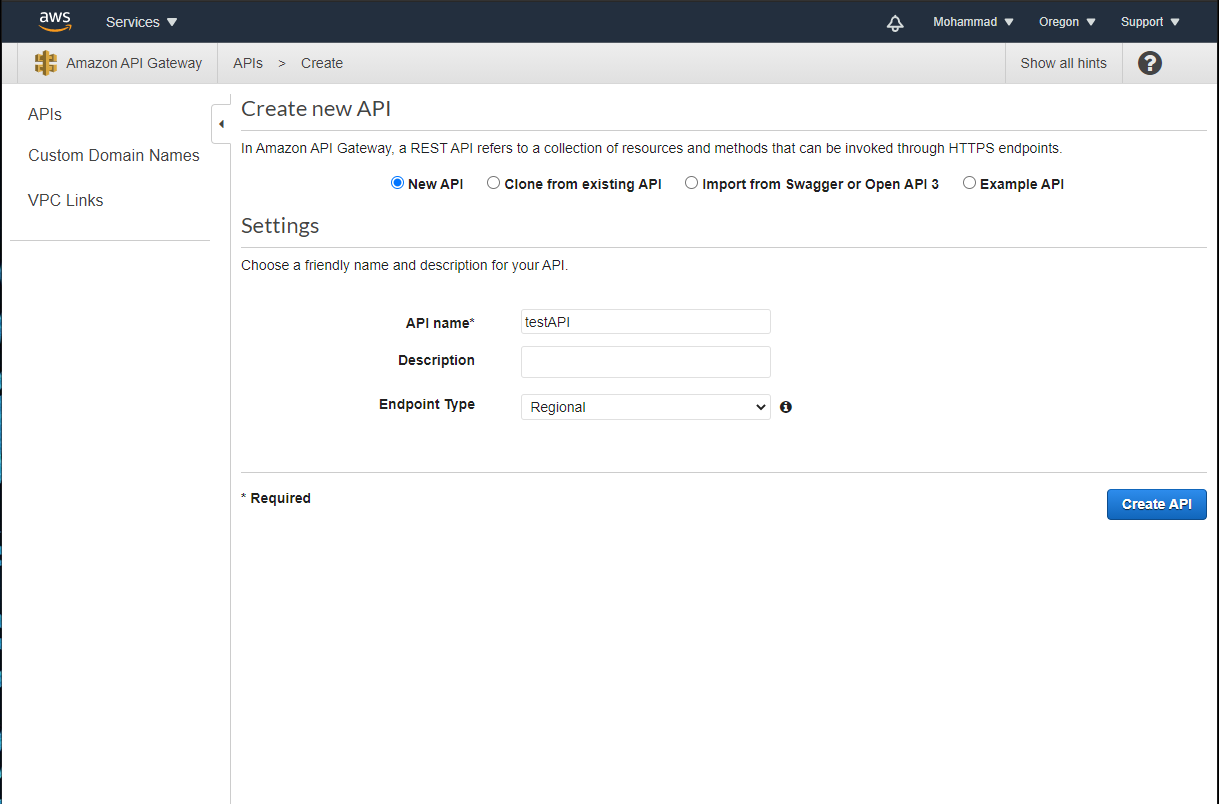 aws Services Mohammad Oregon Support
Amazon API Gateway APIs > Create Show all hints ?
APIs
Custom Domain Names
VPC Links
Create new API
In Amazon API Gateway, a REST API refers to a collection of resources and methods that can be invoked through HTTPS endpoints.
New API Clone from existing API Import from Swagger or Open API 3 Example API
Settings
Choose a friendly name and description for your API.
API name* testAPI
Description
Endpoint Type Regional
* Required
Create API